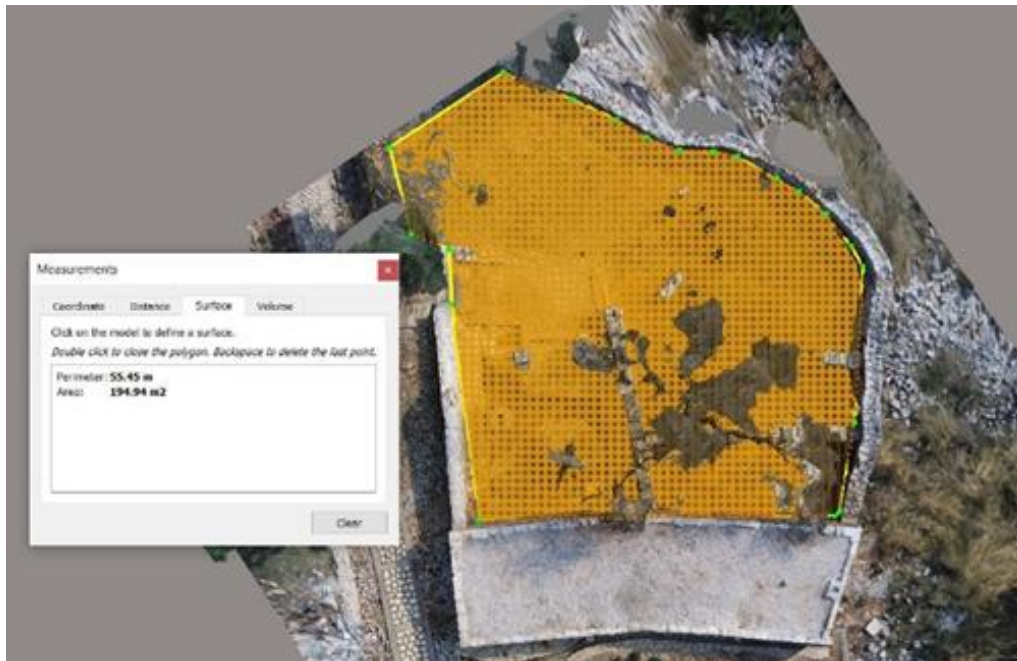 Measurements
Coordinate Distance Surface Volume
Click on the model to define a surface.
Double click to close the polygon. Backspace to delete the last point.
Perimeter: 55.45 m
Area: 194.94 m2
Clear